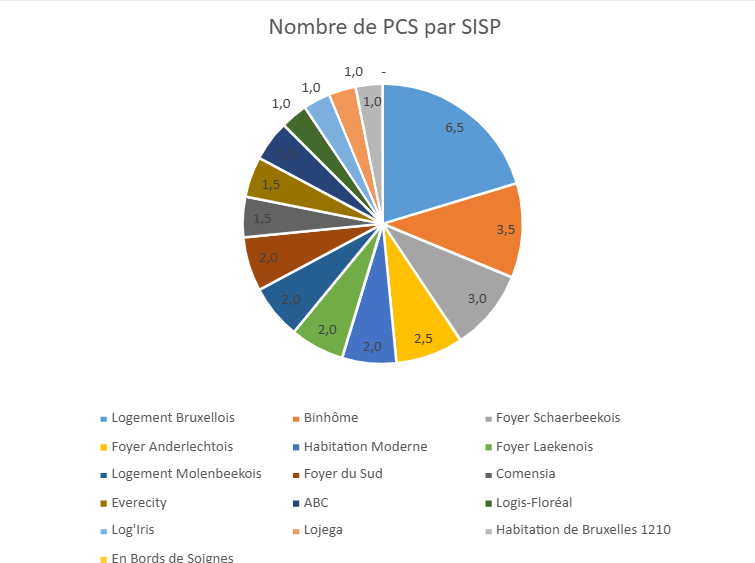 Nombre de PCS par SISP
1,0 -
1,0
1,0
1,0
6,5
3,5
3,0
2,5
2,0
2,0
2,0
2,0
1,5
1,5
Logement Bruxellois Binhôme Foyer Schaerbeekois
Foyer Anderlechtois Habitation Moderne Foyer Laekenois
Logement Molenbeekois Foyer du Sud Comensia
Everecity ABC Logis-Floréal
Log'Iris Lojega Habitation de Bruxelles 1210
En Bords de Soignes